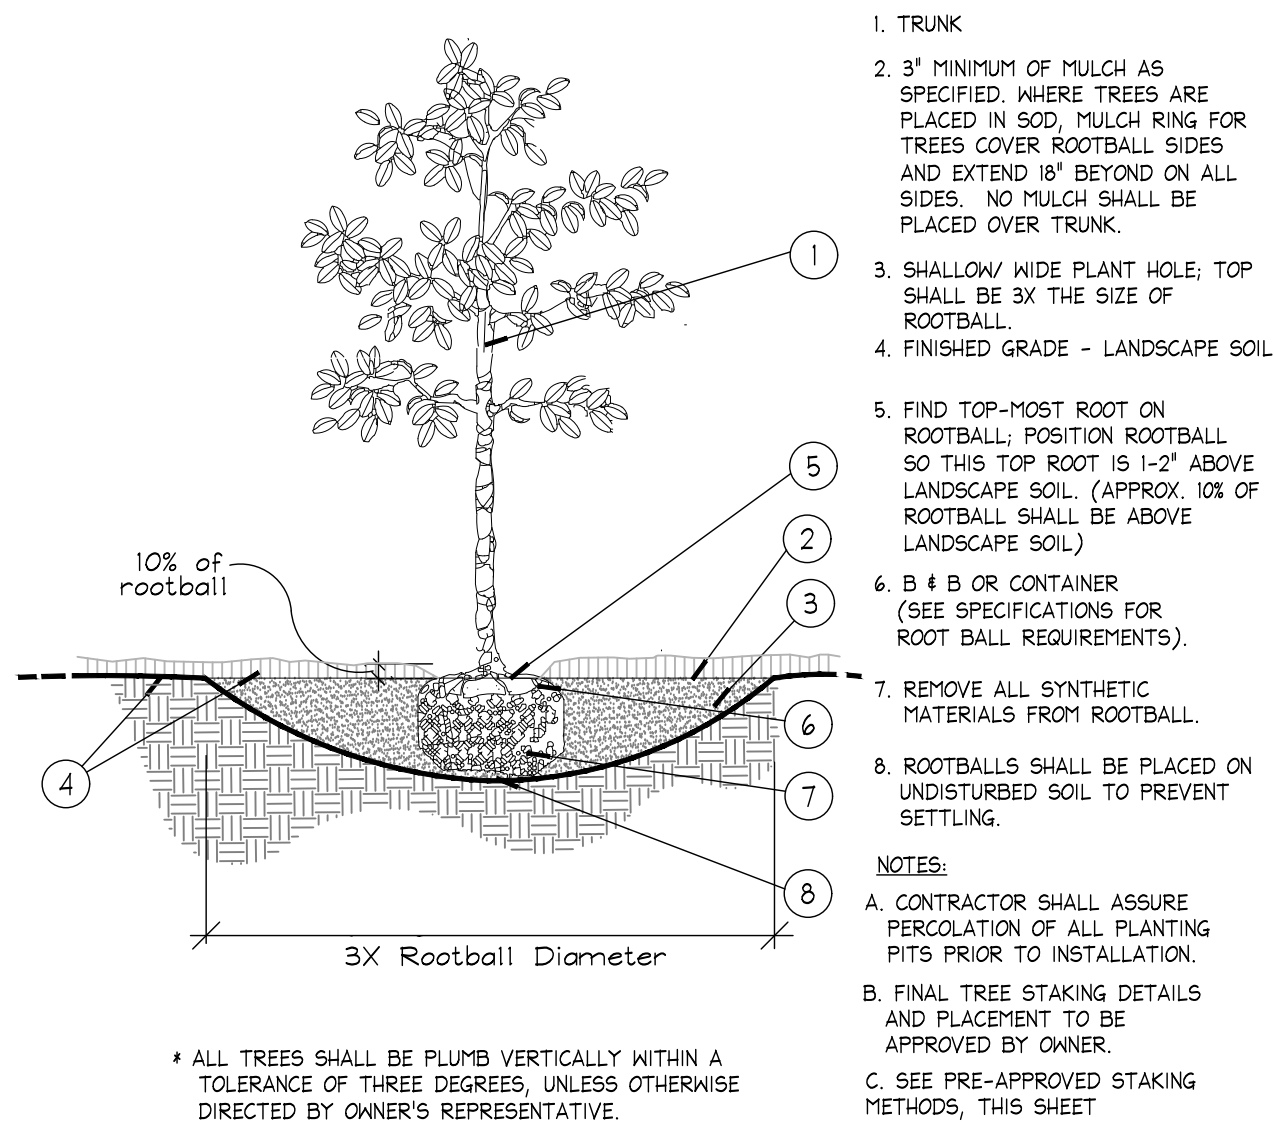 1. TRUNK
2. 3" MINIMUM OF MULCH AS
SPECIFIED. WHERE TREES ARE
PLACED IN SOD, MULCH RING FOR
TREES COVER ROOTBALL SIDES
AND EXTEND 18" BEYOND ON ALL
SIDES. NO MULCH SHALL BE
PLACED OVER TRUNK.
3. SHALLOW/ WIDE PLANT HOLE; TOP
SHALL BE 3X THE SIZE OF
ROOTBALL.
4. FINISHED GRADE - LANDSCAPE SOIL
5. FIND TOP-MOST ROOT ON
ROOTBALL; POSITION ROOTBALL
SO THIS TOP ROOT IS 1-2" ABOVE
LANDSCAPE SOIL. (APPROX. 10% OF
ROOTBALL SHALL BE ABOVE
LANDSCAPE SOIL)
6. B & B OR CONTAINER
(SEE SPECIFICATIONS FOR
ROOT BALL REQUIREMENTS).
7. REMOVE ALL SYNTHETIC
MATERIALS FROM ROOTBALL.
8. ROOTBALLS SHALL BE PLACED ON
UNDISTURBED SOIL TO PREVENT
SETTLING.
NOTES:
A. CONTRACTOR SHALL ASSURE
PERCOLATION OF ALL PLANTING
PITS PRIOR TO INSTALLATION.
B. FINAL TREE STAKING DETAILS
AND PLACEMENT TO BE
APPROVED BY OWNER.
C. SEE PRE-APPROVED STAKING
METHODS, THIS SHEET
1
5
2
3
6
7
8
4
10% of
rootball
3X Rootball Diameter
* ALL TREES SHALL BE PLUMB VERTICALLY WITHIN A
TOLERANCE OF THREE DEGREES, UNLESS OTHERWISE
DIRECTED BY OWNER'S REPRESENTATIVE.